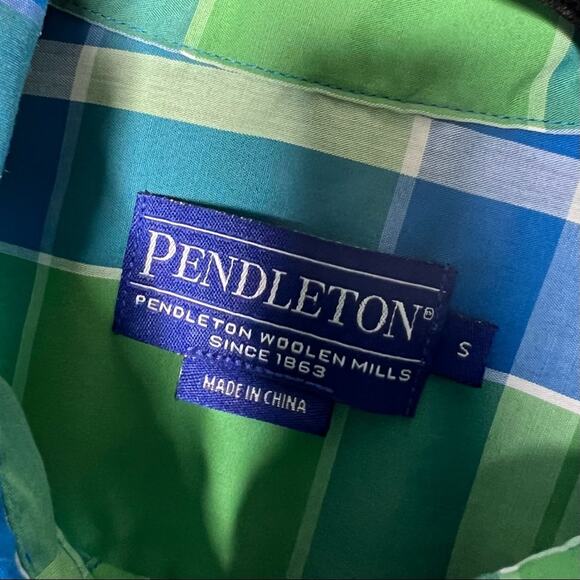 PENDLETON®
PENDLETON WOOLEN MILLS
SINCE 1863
MADE IN CHINA
S